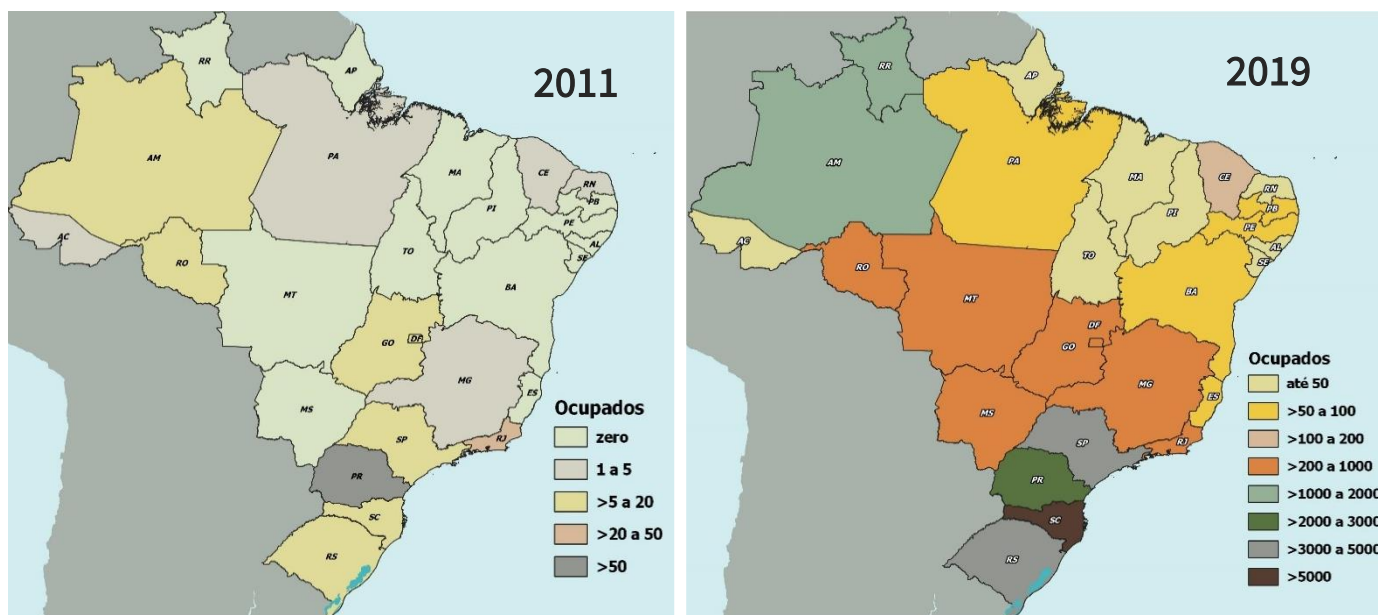 2011
RR
AP
AM
PA
MA
CE
RN
PB
PI
PE
AL
SE
AC
RO
TO
BA
MT
GO
DF
MG
ES
MS
SP
RJ
PR
SC
RS
Ocupados
zero
1 a 5
>5 a 20
>20 a 50
>50
2019
RR
AP
AM
PA
MA
CE
RN
PB
PI
PE
AL
SE
AC
RO
TO
BA
MT
DF
GO
MG
ES
MS
SP
RJ
PR
SC
RS
Ocupados
até 50
>50 a 100
>100 a 200
>200 a 1000
>1000 a 2000
>2000 a 3000
>3000 a 5000
>5000